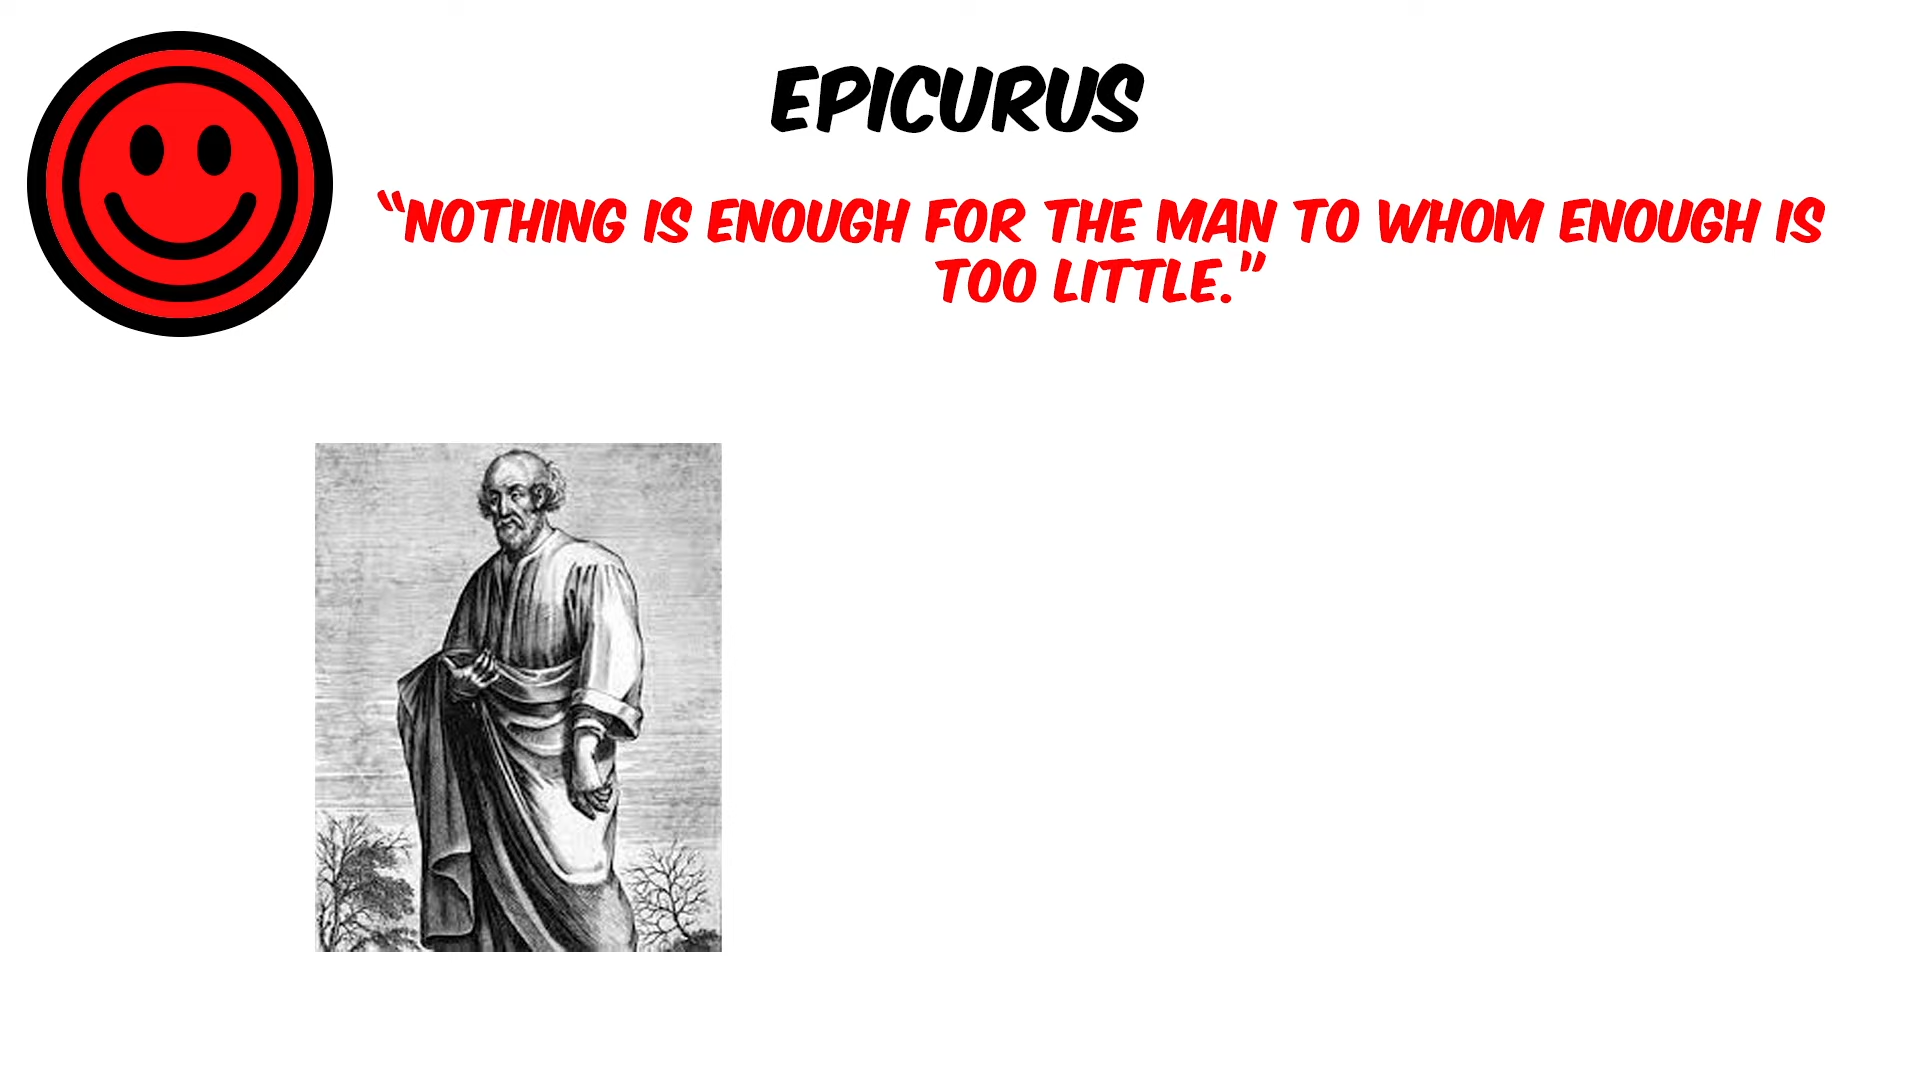 EPICURUS
“NOTHING IS ENOUGH FOR THE MAN TO WHOM ENOUGH IS
TOO LITTLE.”